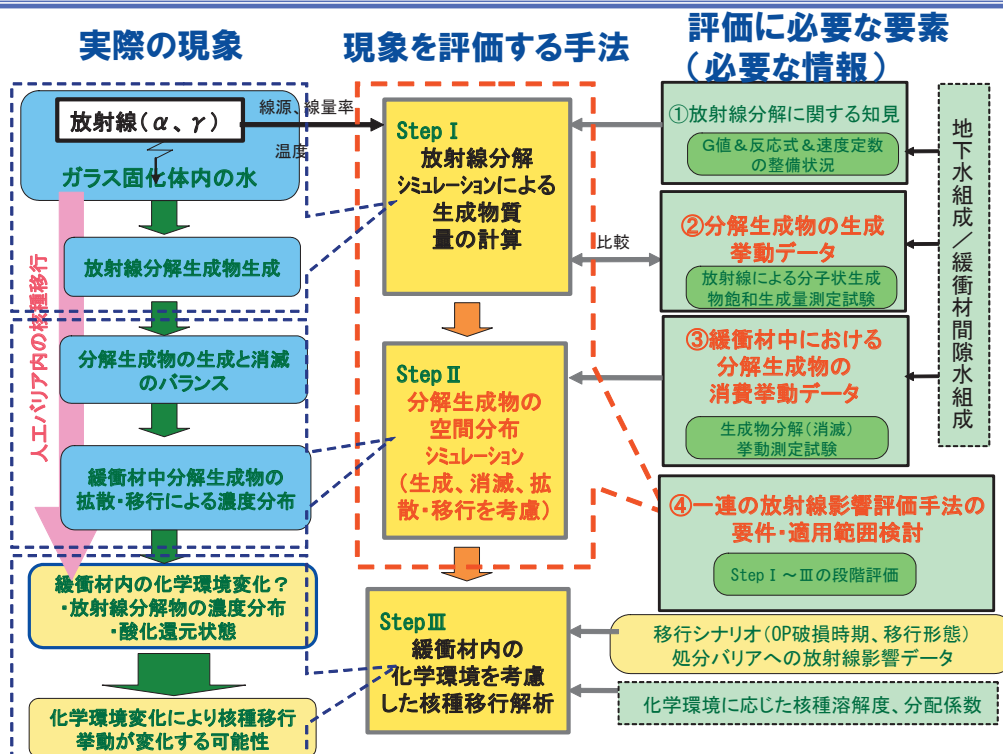 実際の現象
放射線(α、γ)
ガラス固化体内の水
放射線分解生成物生成
分解生成物の生成と消滅
のバランス
緩衝材中分解生成物の
拡散・移行による濃度分布
緩衝材内の化学環境変化？
・放射線分解物の濃度分布
・酸化還元状態
化学環境変化により核種移行
挙動が変化する可能性
人工バリア内の核種移行
線源、線量率
温度
現象を評価する手法
Step Ⅰ
放射線分解
シミュレーションによる
生成物質
量の計算
比較
Step Ⅱ
分解生成物の
空間分布
シミュレーション
(生成、消滅、拡
散・移行を考慮)
StepⅢ
緩衝材内の
化学環境を考慮
した核種移行解析
評価に必要な要素
(必要な情報)
①放射線分解に関する知見
G値＆反応式＆速度定数
の整備状況
②分解生成物の生成
挙動データ
放射線による分子状生成
物飽和生成量測定試験
③緩衝材中における
分解生成物の
消費挙動データ
生成物分解(消滅)
挙動測定試験
④一連の放射線影響評価手法の
要件・適用範囲検討
Step Ⅰ～Ⅲの段階評価
移行シナリオ(OP破損時期、移行形態)
処分バリアへの放射線影響データ
化学環境に応じた核種溶解度、分配係数
地下水組成／緩衝材間隙水組成